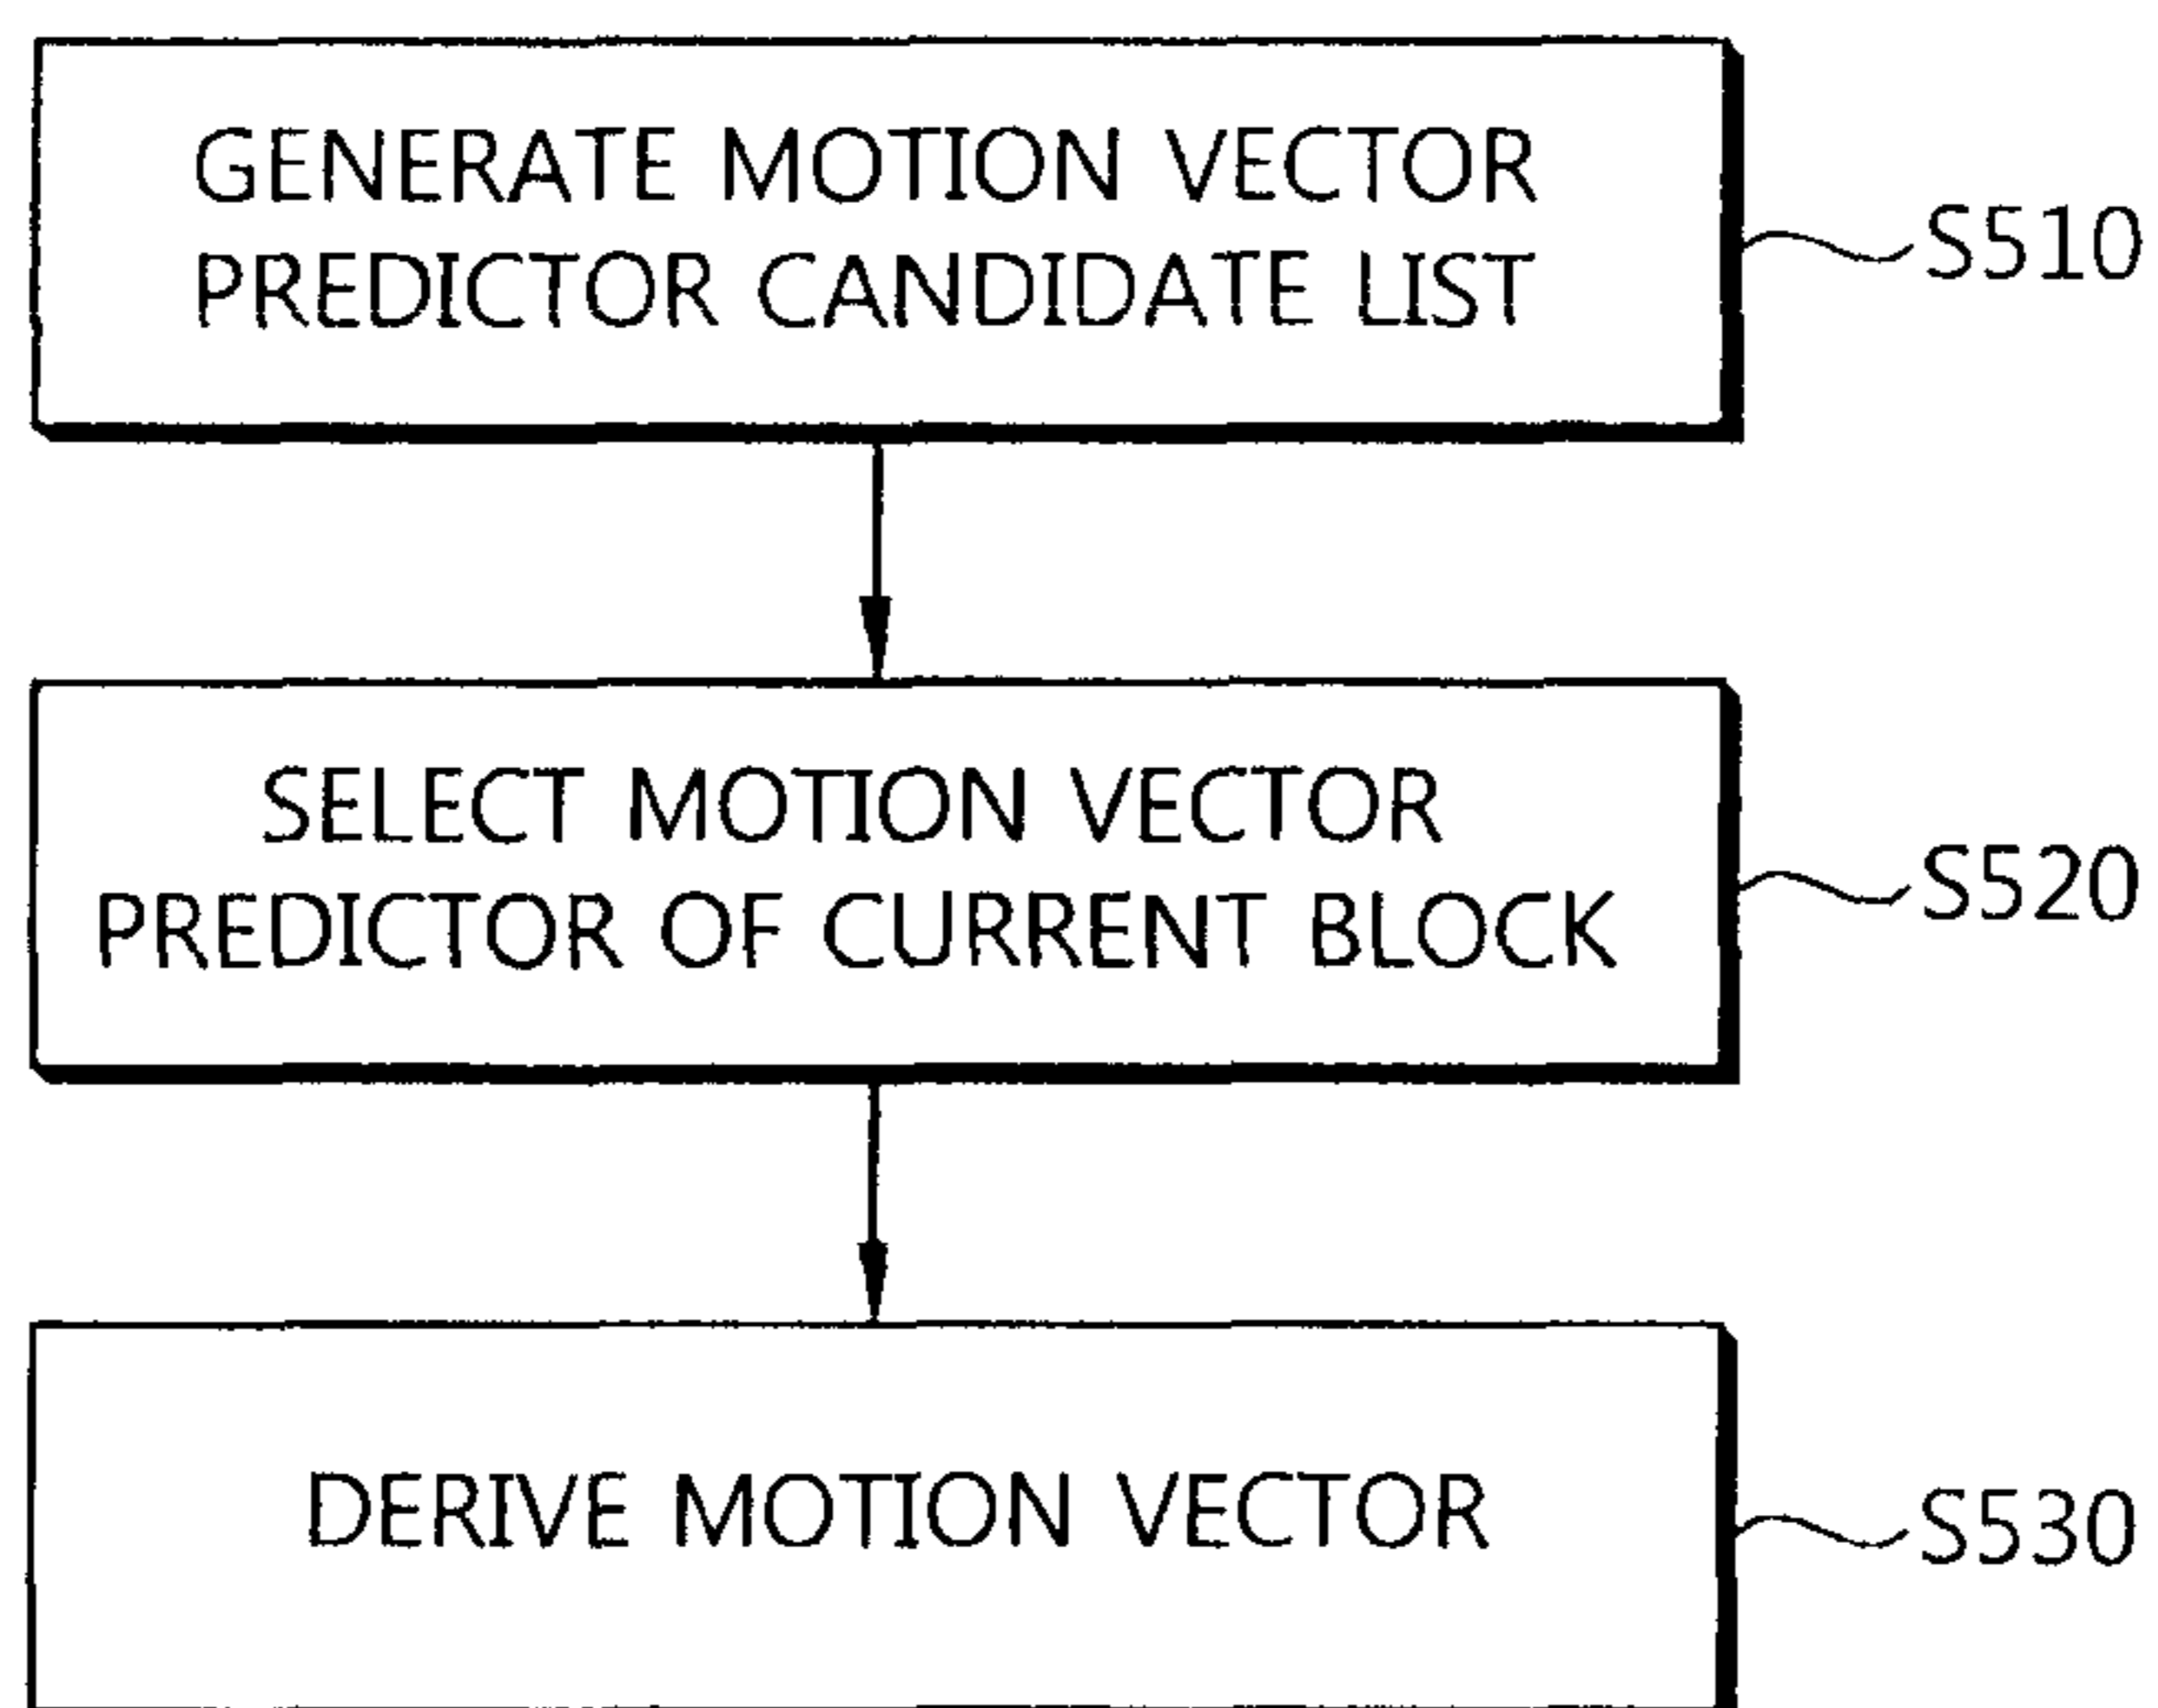 GENERATE MOTION VECTOR
PREDICTOR CANDIDATE LIST
S510
SELECT MOTION VECTOR
PREDICTOR OF CURRENT BLOCK
S520
DERIVE MOTION VECTOR
S530